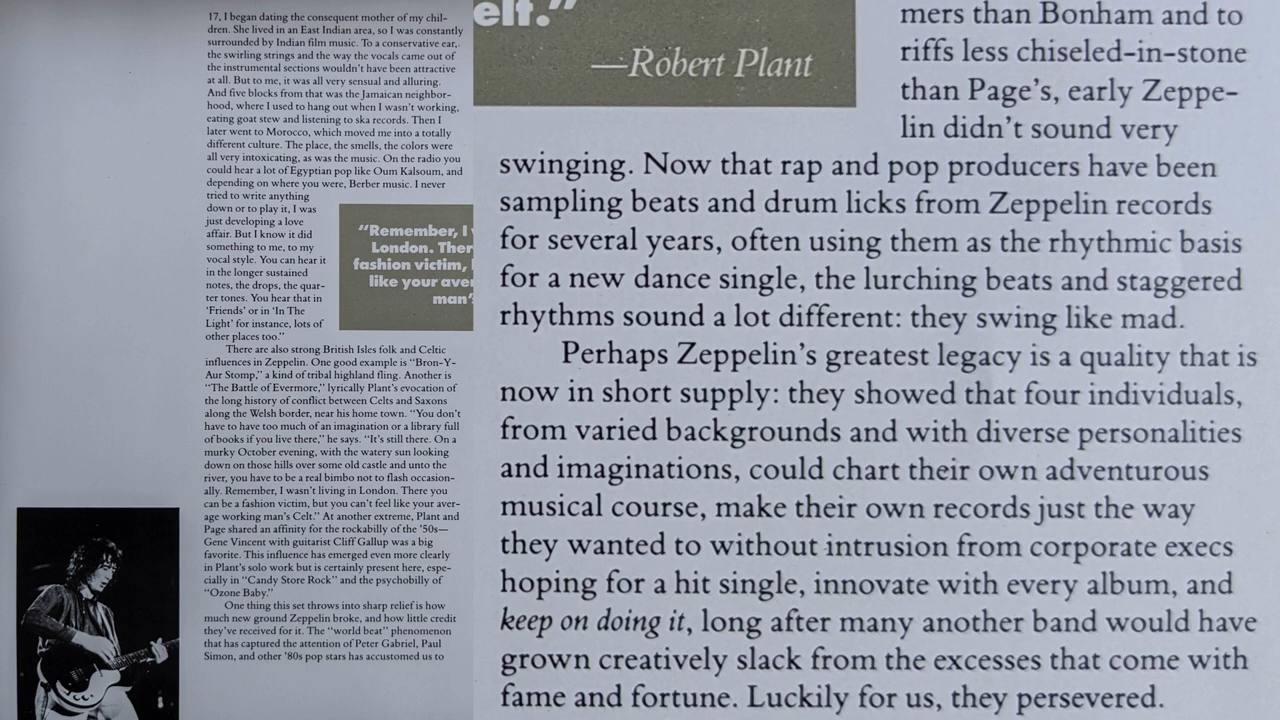 17, I began dating the consequent mother of my chil-
dren. She lived in an East Indian area, so I was constantly
surrounded by Indian film music. To a conservative ear,
the swirling strings and the way the vocals came out of
the instrumental sections wouldn't have been attractive
at all. But to me, it was all very sensual and alluring.
And five blocks from that was the Jamaican neighbor-
hood, where I used to hang out when I wasn't working,
eating goat stew and listening to ska records. Then I
later went to Morocco, which moved me into a totally
different culture. The place, the smells, the colors were
all very intoxicating, as was the music. On the radio you
could hear a lot of Egyptian pop like Oum Kalsoum, and
depending on where you were, Berber music. I never
tried to write anything
down or to play it, I was
just developing a love
affair. But I know it did
something to me, to my
vocal style. You can hear it
in the longer sustained
notes, the drops, the quar-
ter tones. You hear that in
'Friends' or in 'In The
Light' for instance, lots of
other places too."
"Remember, I
London. Ther
fashion victim,
like your aver
man'
There are also strong British Isles folk and Celtic
influences in Zeppelin. One good example is "Bron-Y-
Aur Stomp," a kind of tribal highland fling. Another is
"The Battle of Evermore," lyrically Plant's evocation of
the long history of conflict between Celts and Saxons
along the Welsh border, near his home town. "You don't
have to have too much of an imagination or a library full
of books if you live there," he says. "It's still there. On a
murky October evening, with the watery sun looking
down on those hills over some old castle and unto the
river, you have to be a real bimbo not to flash occasion-
ally. Remember, I wasn't living in London. There you
can be a fashion victim, but you can't feel like your aver-
age working man's Celt." At another extreme, Plant and
Page shared an affinity for the rockabilly of the '50s—
Gene Vincent with guitarist Cliff Gallup was a big
favorite. This influence has emerged even more clearly
in Plant's solo work but is certainly present here, espe-
cially in "Candy Store Rock" and the psychobilly of
"Ozone Baby."
One thing this set throws into sharp relief is how
much new ground Zeppelin broke, and how little credit
they've received for it. The "world beat" phenomenon
that has captured the attention of Peter Gabriel, Paul
Simon, and other '80s pop stars has accustomed us to
elt."
—Robert Plant
mers than Bonham and to
riffs less chiseled-in-stone
than Page's, early Zeppe-
lin didn't sound very
swinging. Now that rap and pop producers have been
sampling beats and drum licks from Zeppelin records
for several years, often using them as the rhythmic basis
for a new dance single, the lurching beats and staggered
rhythms sound a lot different: they swing like mad.
Perhaps Zeppelin's greatest legacy is a quality that is
now in short supply: they showed that four individuals,
from varied backgrounds and with diverse personalities
and imaginations, could chart their own adventurous
musical course, make their own records just the way
they wanted to without intrusion from corporate execs
hoping for a hit single, innovate with every album, and
keep on doing it, long after many another band would have
grown creatively slack from the excesses that come with
fame and fortune. Luckily for us, they persevered.